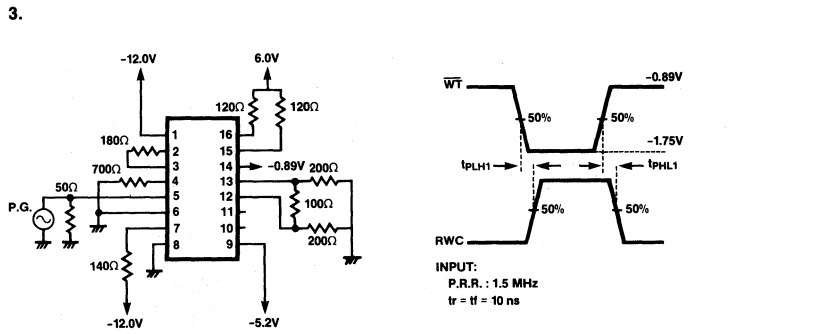 3.
-12.0V
6.0V
120Ω
120Ω
180Ω
700Ω
50Ω
P.G.
1
2
3
4
5
6
7
8
16
15
14
13
12
11
10
9
-0.89V
200Ω
100Ω
200Ω
140Ω
-12.0V
-5.2V
W̅T̅
-0.89V
50%
50%
-1.75V
tPLH1
tPHL1
50%
50%
RWC
INPUT:
P.R.R. : 1.5 MHz
tr = tf = 10 ns